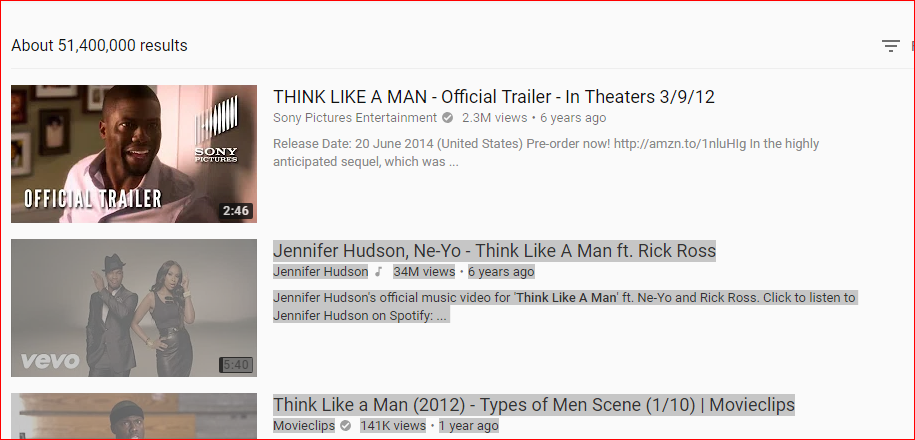 About 51,400,000 results
THINK LIKE A MAN - Official Trailer - In Theaters 3/9/12
Sony Pictures Entertainment 2.3M views • 6 years ago
Release Date: 20 June 2014 (United States) Pre-order now! http://amzn.to/1nluHIg In the highly
anticipated sequel, which was ...
SONY
PICTURES
OFFICIAL TRAILER
2:46
Jennifer Hudson, Ne-Yo - Think Like A Man ft. Rick Ross
Jennifer Hudson 34M views • 6 years ago
Jennifer Hudson's official music video for 'Think Like A Man' ft. Ne-Yo and Rick Ross. Click to listen to
Jennifer Hudson on Spotify: ...
vevo
5:40
Think Like a Man (2012) - Types of Men Scene (1/10) | Movieclips
Movieclips 141K views • 1 year ago